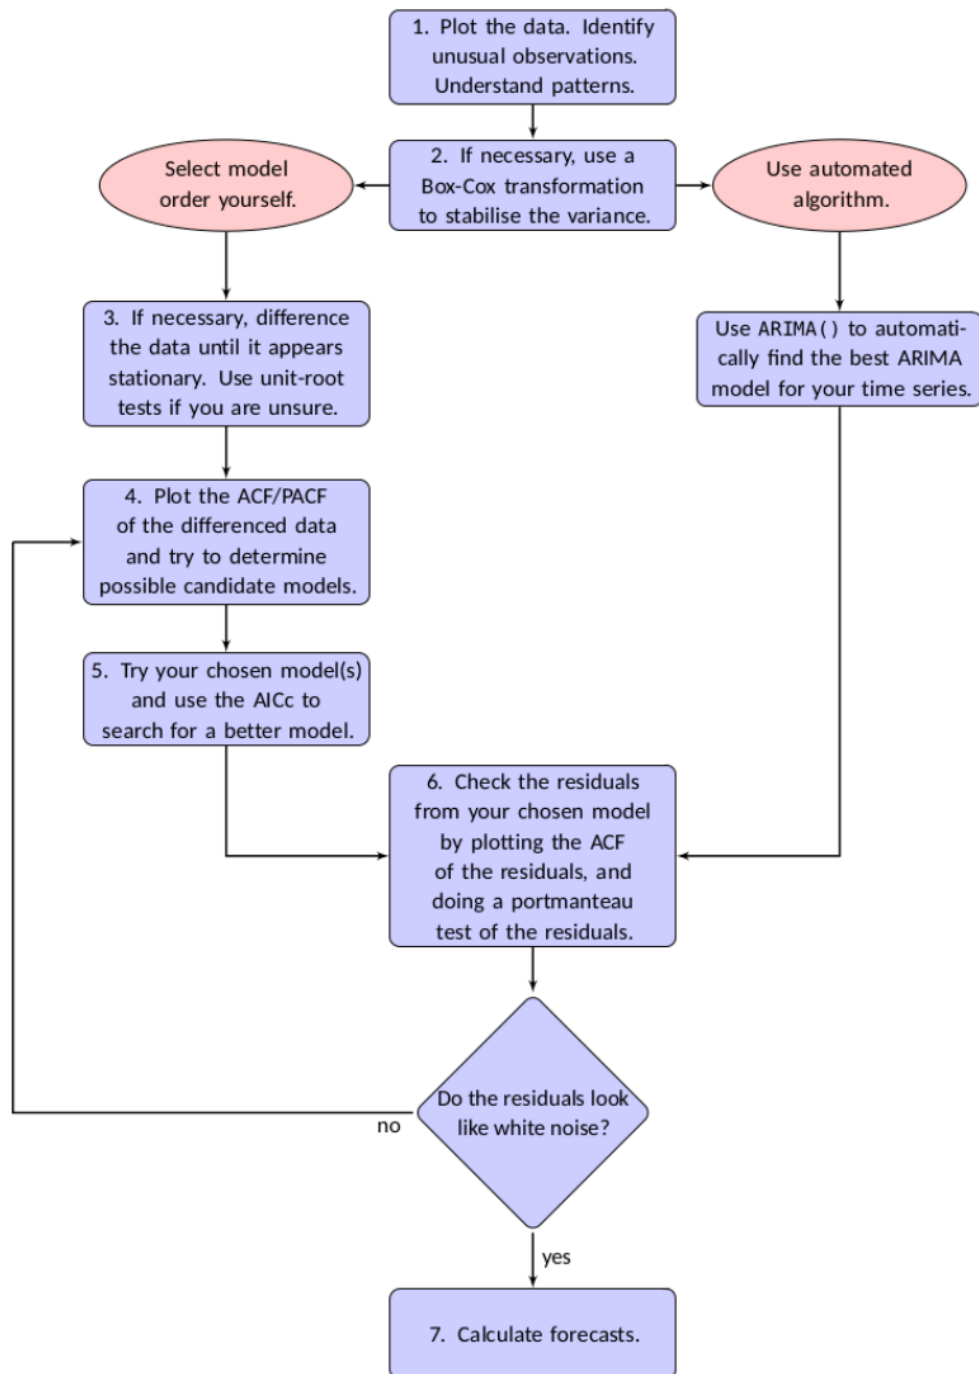 1. Plot the data. Identify
unusual observations.
Understand patterns.
Select model
order yourself.
2. If necessary, use a
Box-Cox transformation
to stabilise the variance.
Use automated
algorithm.
3. If necessary, difference
the data until it appears
stationary. Use unit-root
tests if you are unsure.
Use ARIMA() to automati-
cally find the best ARIMA
model for your time series.
4. Plot the ACF/PACF
of the differenced data
and try to determine
possible candidate models.
5. Try your chosen model(s)
and use the AICc to
search for a better model.
6. Check the residuals
from your chosen model
by plotting the ACF
of the residuals, and
doing a portmanteau
test of the residuals.
Do the residuals look
like white noise?
no
yes
7. Calculate forecasts.